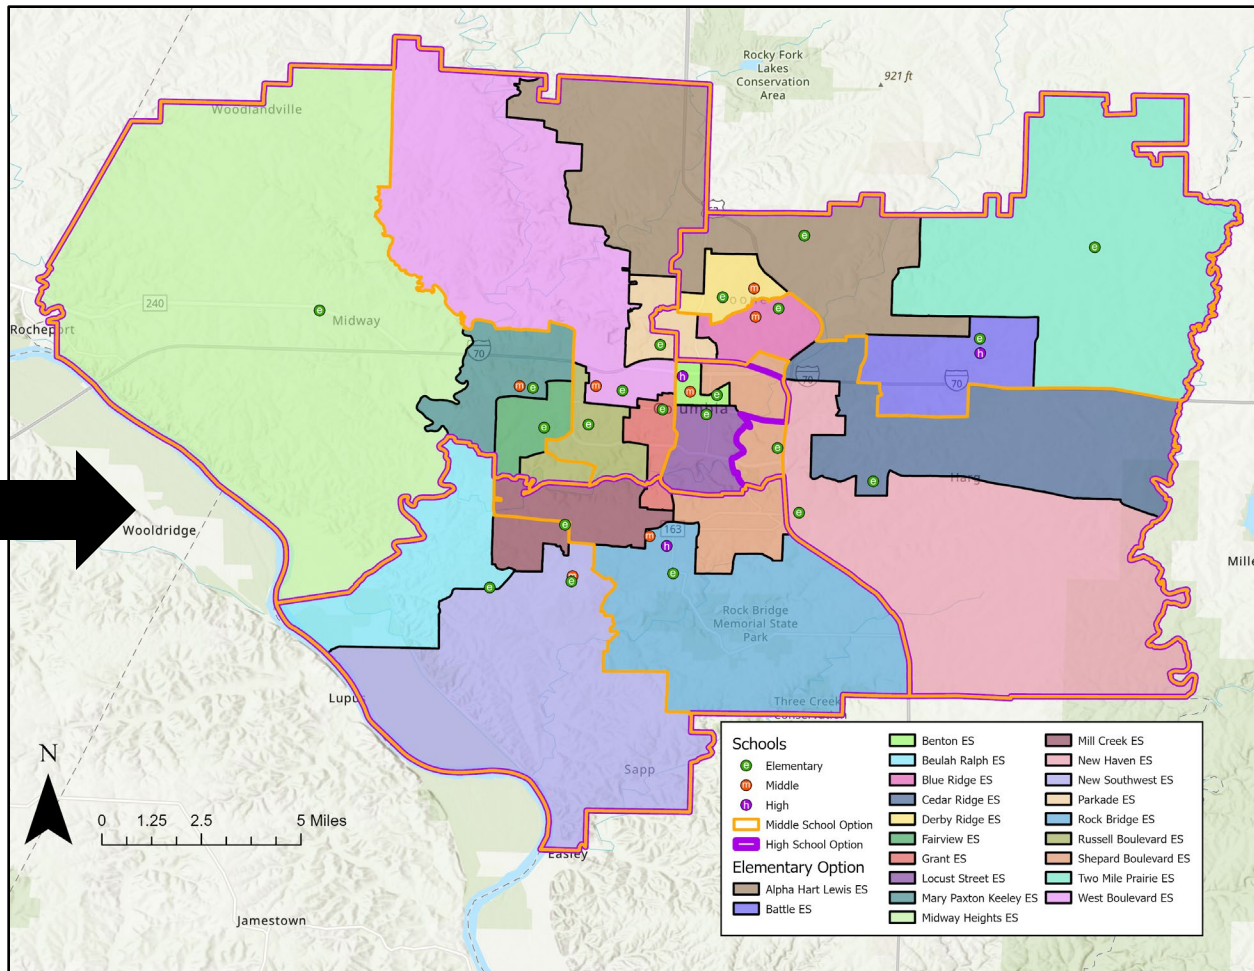 Rocky Fork
Lakes
Conservation
Area
921 ft
Woodlandville
240
Midway
Rocheport
70
70
70
Harg
Wooldridge
163
Rock Bridge
Memorial State
Park
Lupus
Three Creek
Sapp
Easley
Jamestown
N
0 1.25 2.5 5 Miles
Schools
e Elementary
m Middle
h High
Middle School Option
High School Option
Elementary Option
Alpha Hart Lewis ES
Battle ES
Benton ES
Beulah Ralph ES
Blue Ridge ES
Cedar Ridge ES
Derby Ridge ES
Fairview ES
Grant ES
Locust Street ES
Mary Paxton Keeley ES
Midway Heights ES
Mill Creek ES
New Haven ES
New Southwest ES
Parkade ES
Rock Bridge ES
Russell Boulevard ES
Shepard Boulevard ES
Two Mile Prairie ES
West Boulevard ES